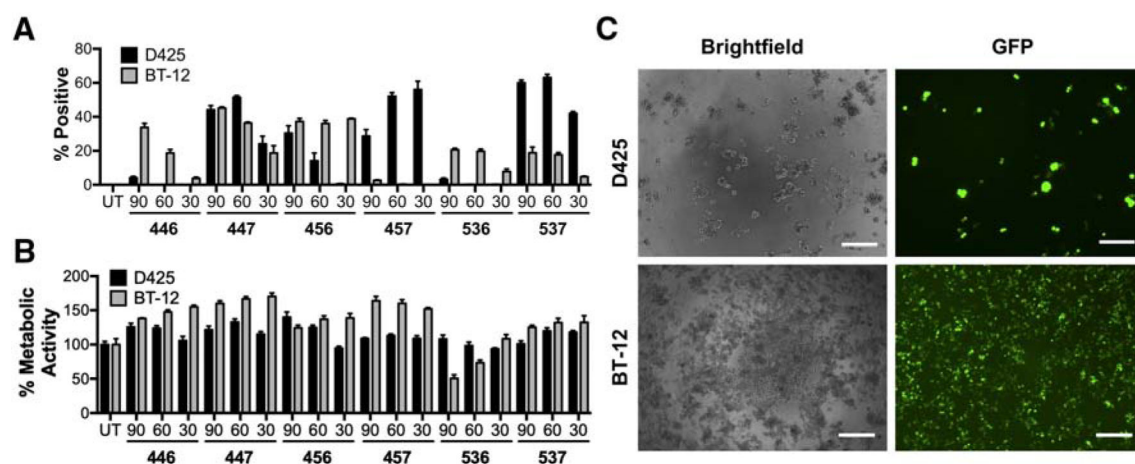 A
80
60
40
20
0
% Positive
D425
BT-12
UT 90 60 30 90 60 30 90 60 30 90 60 30 90 60 30 90 60 30
446 447 456 457 536 537
B
200
150
100
50
0
% Metabolic
Activity
D425
BT-12
UT 90 60 30 90 60 30 90 60 30 90 60 30 90 60 30 90 60 30
446 447 456 457 536 537
C
Brightfield GFP
D425
BT-12